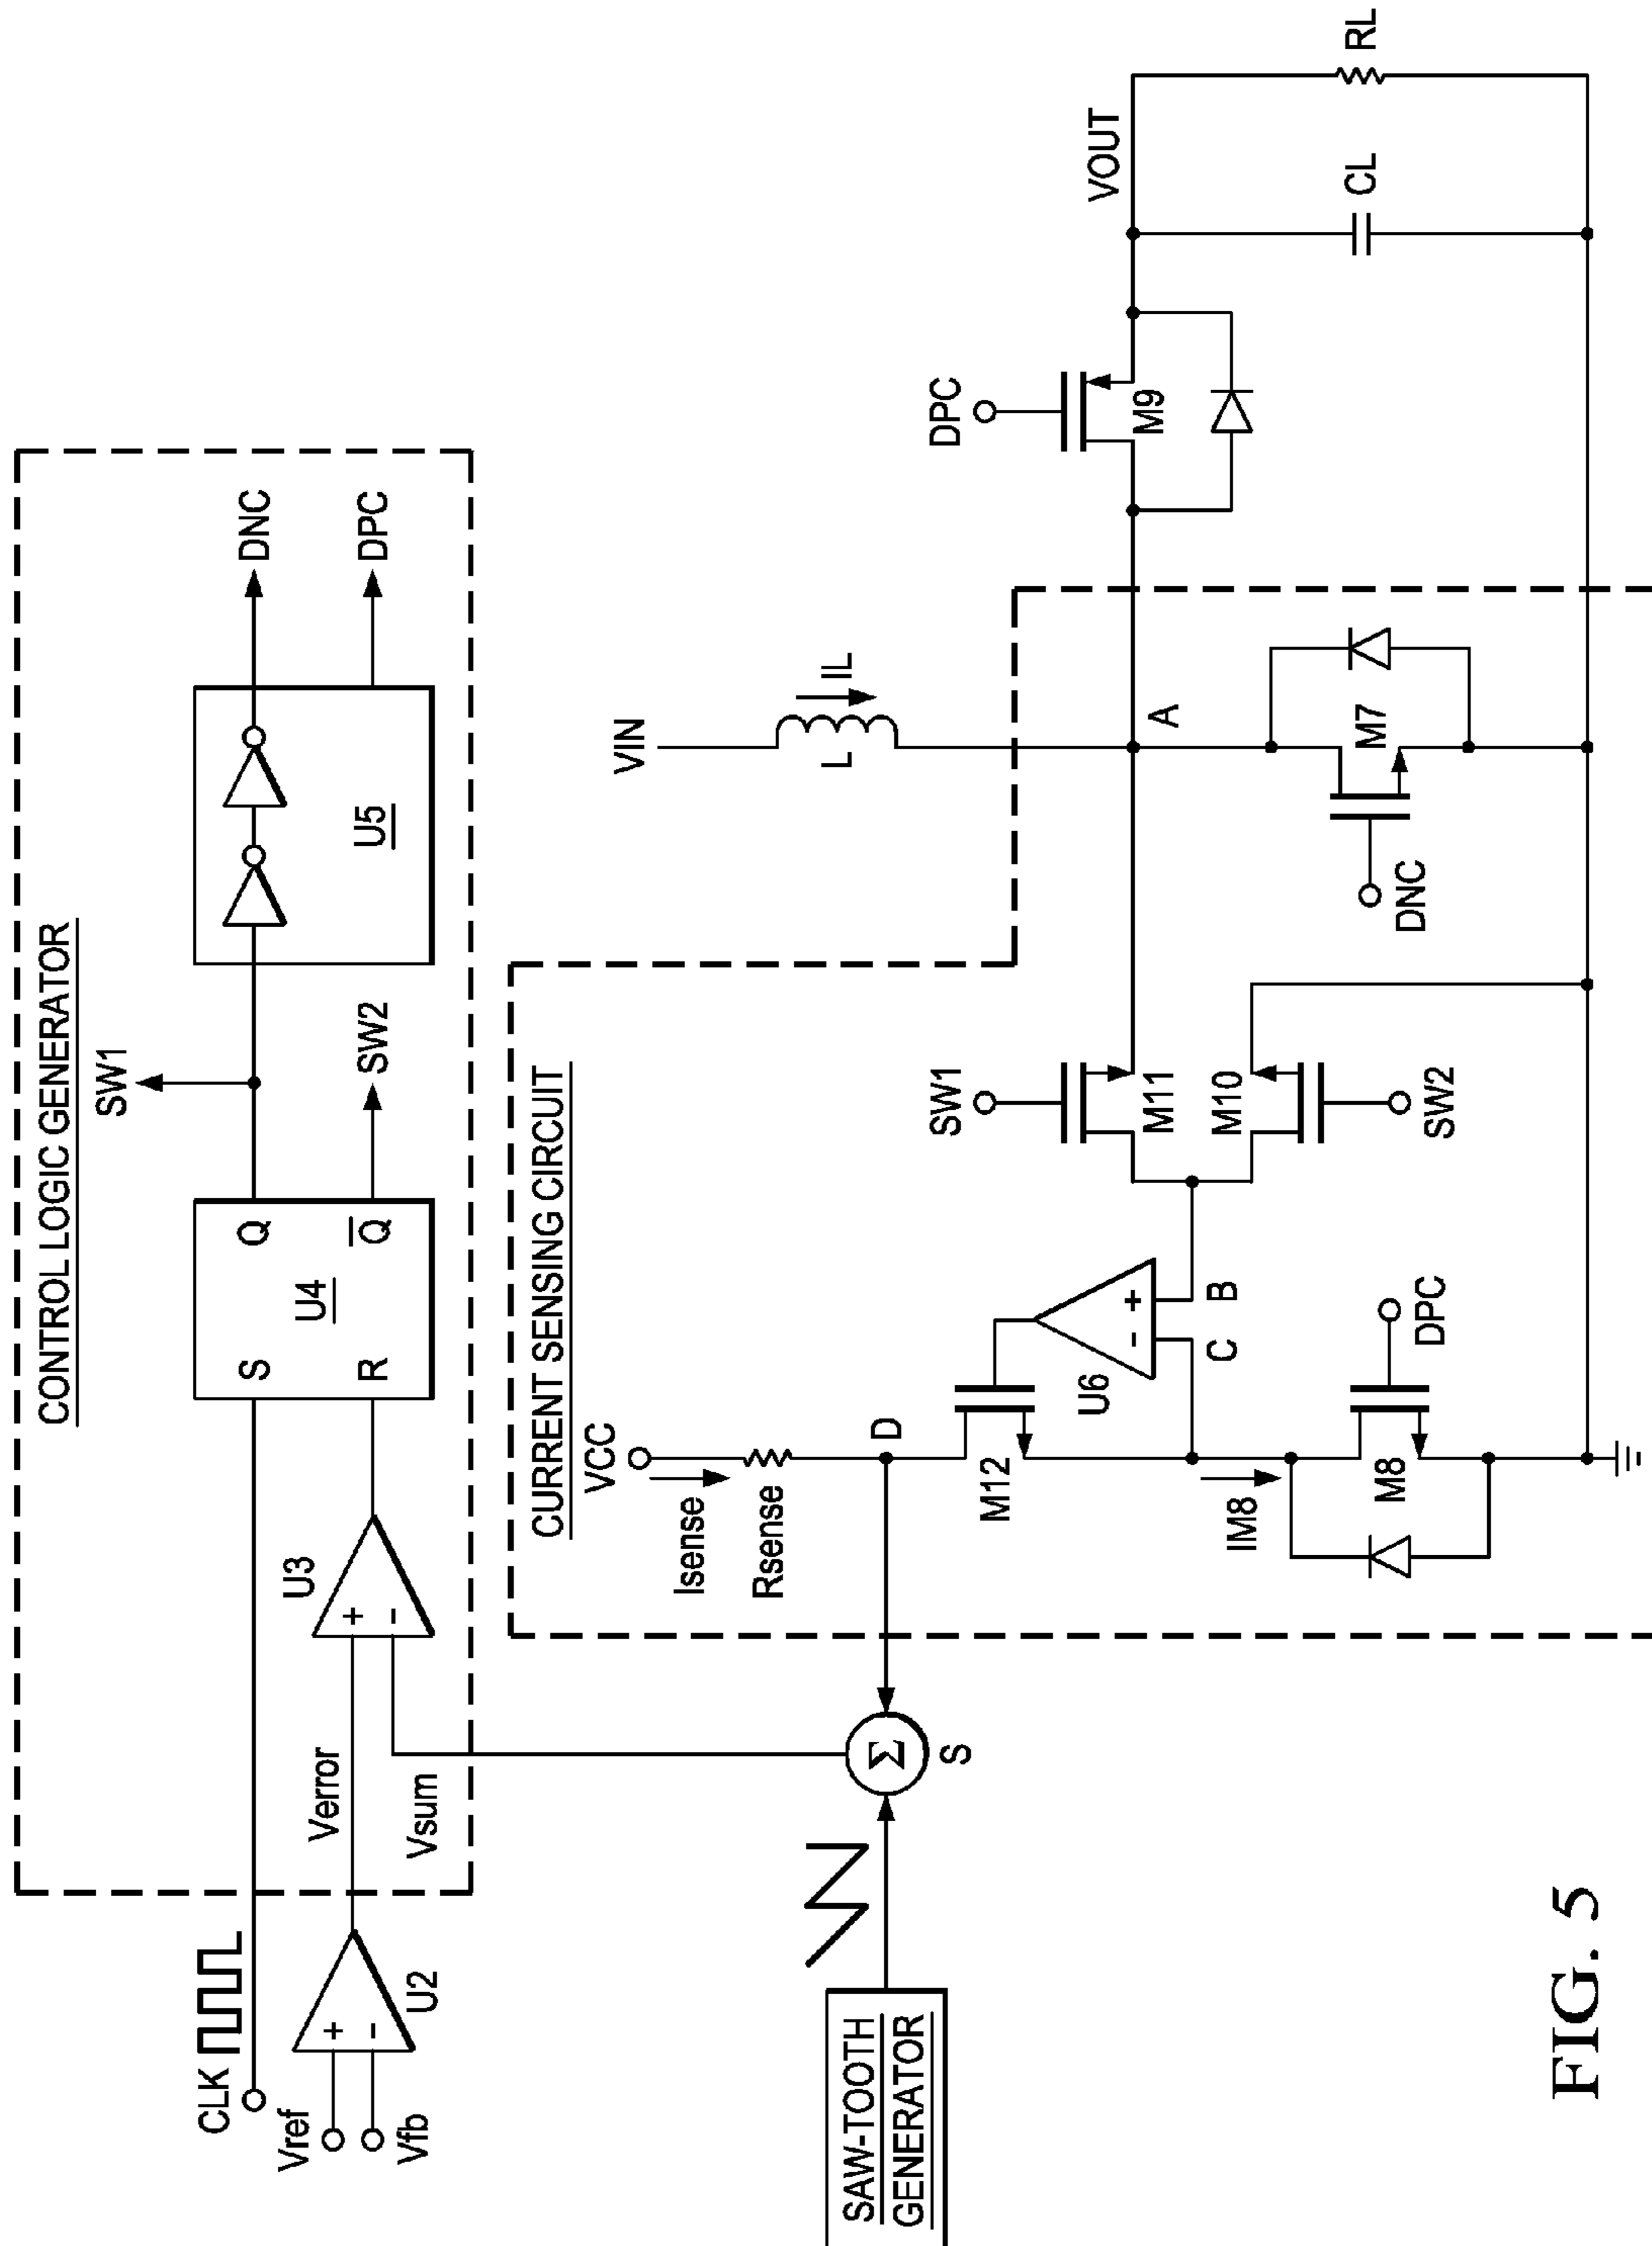 CONTROL LOGIC GENERATOR
CLK
Vref
Vfb
+
-
U2
Verror
Vsum
+
-
U3
S
R
Q
Q̅
U4
SW1
SW2
U5
DNC
DPC
SAW-TOOTH
GENERATOR
Σ
S
CURRENT SENSING CIRCUIT
VCC
Isense
Rsense
D
M12
U6
-
+
C
B
IM8
M8
DPC
SW1
M11
M10
SW2
VIN
L
IL
A
M7
DNC
DPC
M9
VOUT
CL
RL
FIG. 5